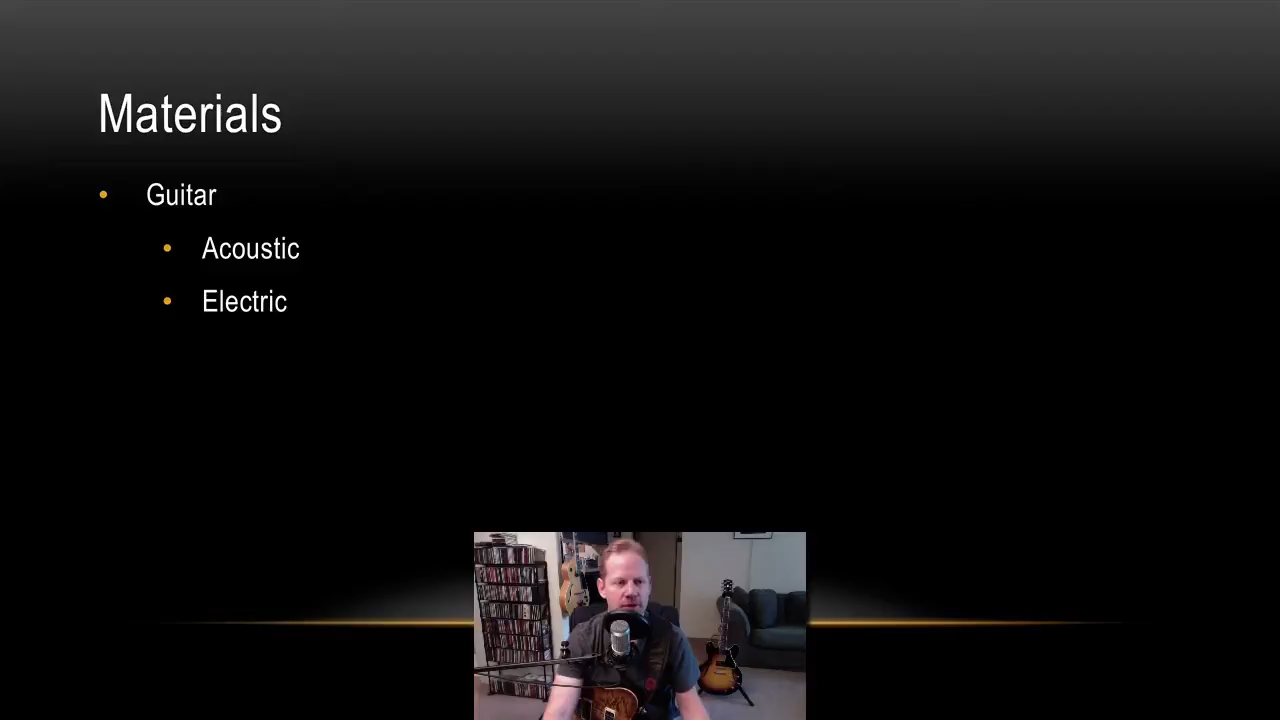 Materials
• Guitar
• Acoustic
• Electric